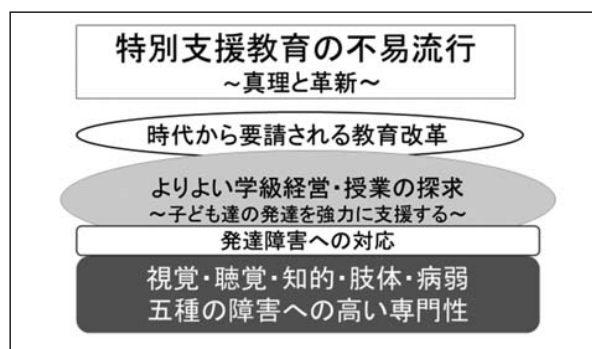 特別支援教育の不易流行
～真理と革新～
時代から要請される教育改革
よりよい学級経営・授業の探求
～子ども達の発達を強力に支援する～
発達障害への対応
視覚・聴覚・知的・肢体・病弱
五種の障害への高い専門性